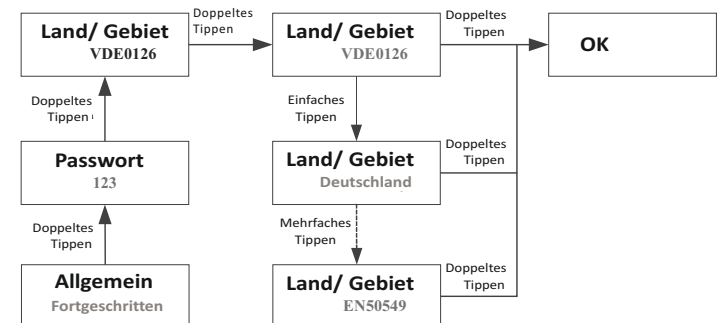 Land/ Gebiet
VDE0126
Doppeltes
Tippen
Land/ Gebiet
VDE0126
Doppeltes
Tippen
OK
Doppeltes
Tippen
Einfaches
Tippen
Passwort
123
Land/ Gebiet
Deutschland
Doppeltes
Tippen
Doppeltes
Tippen
Mehrfaches
Tippen
Allgemein
Fortgeschritten
Land/ Gebiet
EN50549
Doppeltes
Tippen